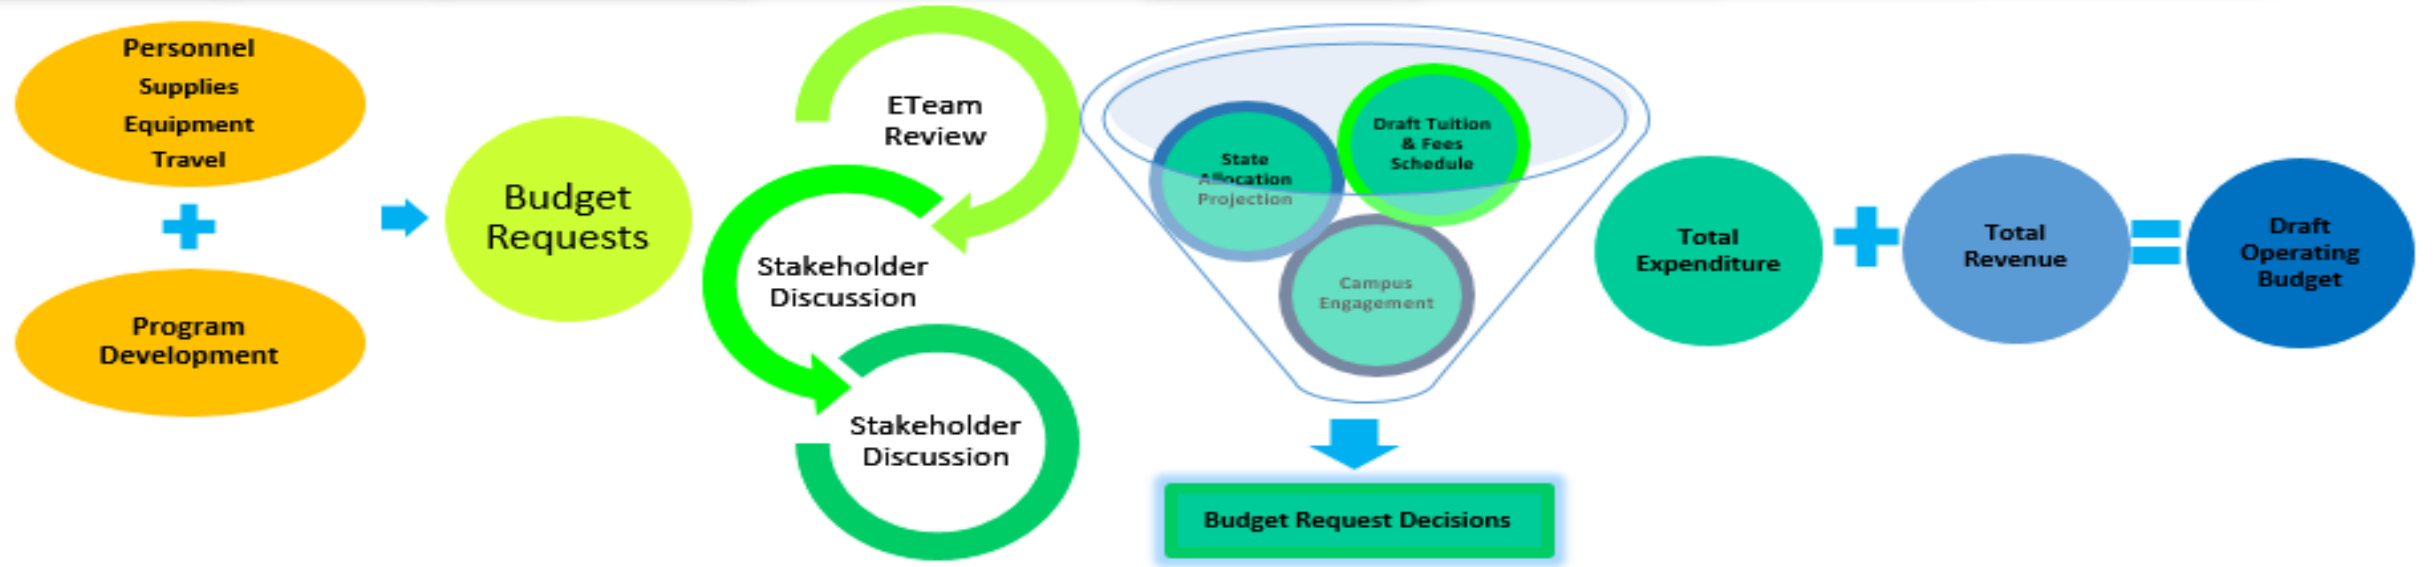 Personnel
Supplies
Equipment
Travel
Program
Development
Budget
Requests
ETeam
Review
Stakeholder
Discussion
Stakeholder
Discussion
State
Allocation
Projection
Draft Tuition
& Fees
Schedule
Campus
Engagement
Budget Request Decisions
Total
Expenditure
Total
Revenue
Draft
Operating
Budget